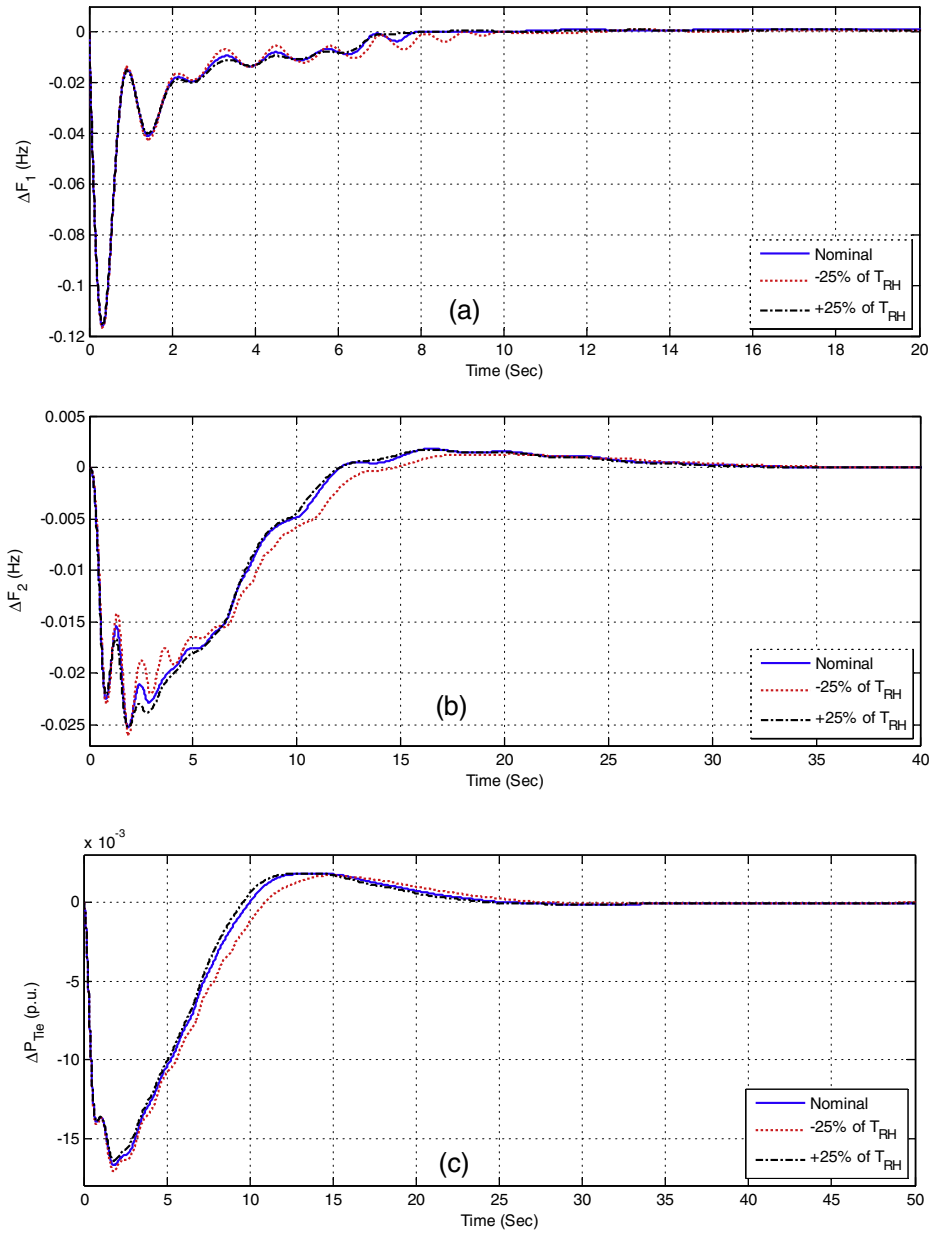 0
-0.02
-0.04
-0.06
-0.08
-0.1
-0.12
ΔF1 (Hz)
Nominal
-25% of TRH
+25% of TRH
(a)
0 2 4 6 8 10 12 14 16 18 20
Time (Sec)
0.005
0
-0.005
-0.01
-0.015
-0.02
-0.025
ΔF2 (Hz)
Nominal
-25% of TRH
+25% of TRH
(b)
0 5 10 15 20 25 30 35 40
Time (Sec)
x 10-3
0
-5
-10
-15
ΔPTie (p.u.)
Nominal
-25% of TRH
+25% of TRH
(c)
0 5 10 15 20 25 30 35 40 45 50
Time (Sec)